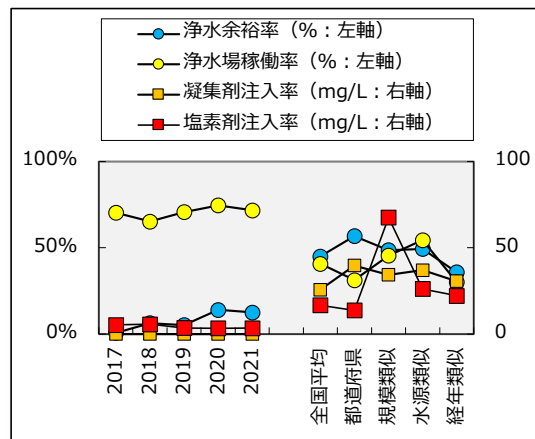 浄水余裕率（%：左軸）
浄水場稼働率（%：左軸）
凝集剤注入率（mg/L：右軸）
塩素剤注入率（mg/L：右軸）
100%
100
50%
50
0%
0
2017
2018
2019
2020
2021
全国平均
都道府県
規模類似
水源類似
経年類似